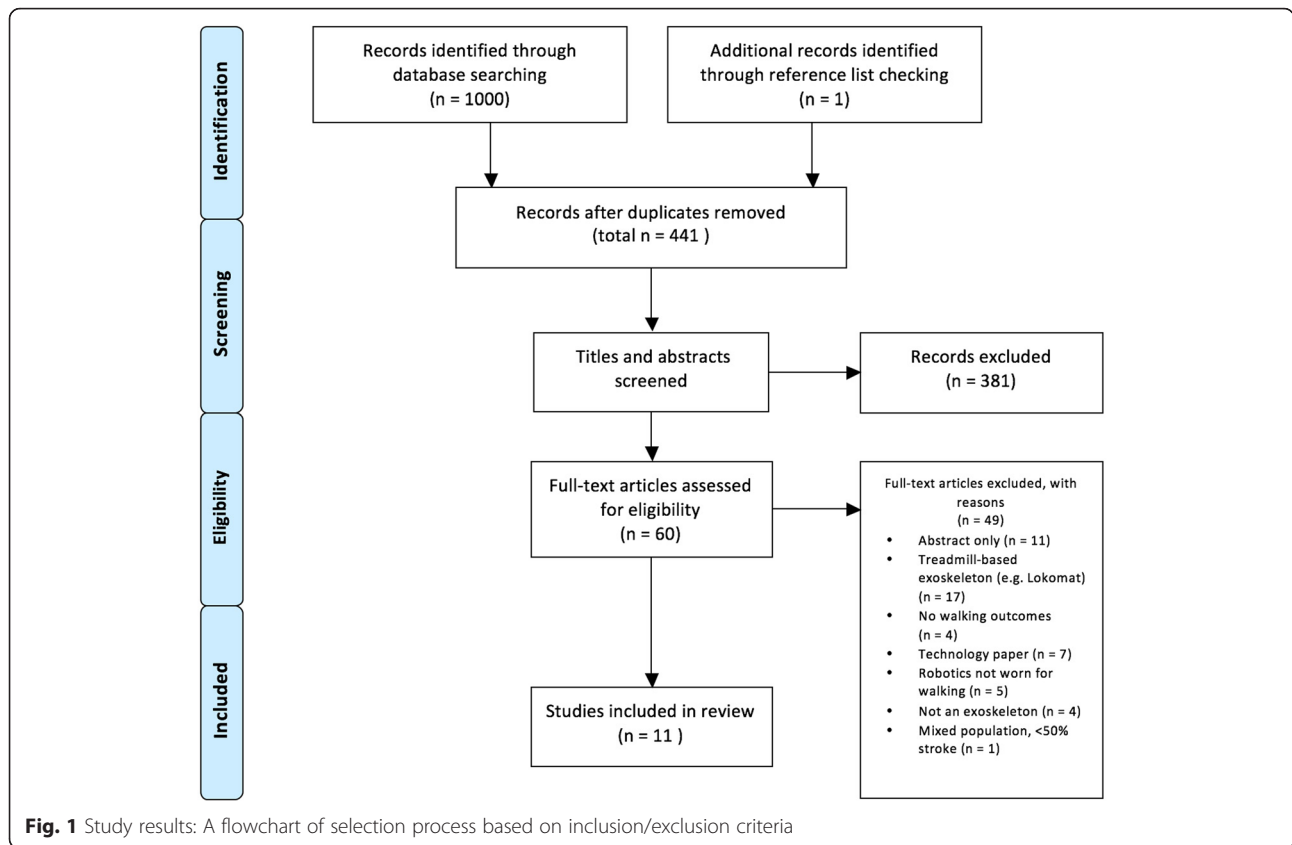 Identification
Records identified through
database searching
(n = 1000)
Additional records identified
through reference list checking
(n = 1)
Records after duplicates removed
(total n = 441 )
Screening
Titles and abstracts
screened
Records excluded
(n = 381)
Eligibility
Full-text articles assessed
for eligibility
(n = 60)
Full-text articles excluded, with
reasons
(n = 49)
• Abstract only (n = 11)
• Treadmill-based
exoskeleton (e.g. Lokomat)
(n = 17)
• No walking outcomes
(n = 4)
• Technology paper (n = 7)
• Robotics not worn for
walking (n = 5)
• Not an exoskeleton (n = 4)
• Mixed population, <50%
stroke (n = 1)
Included
Studies included in review
(n = 11 )
Fig. 1 Study results: A flowchart of selection process based on inclusion/exclusion criteria